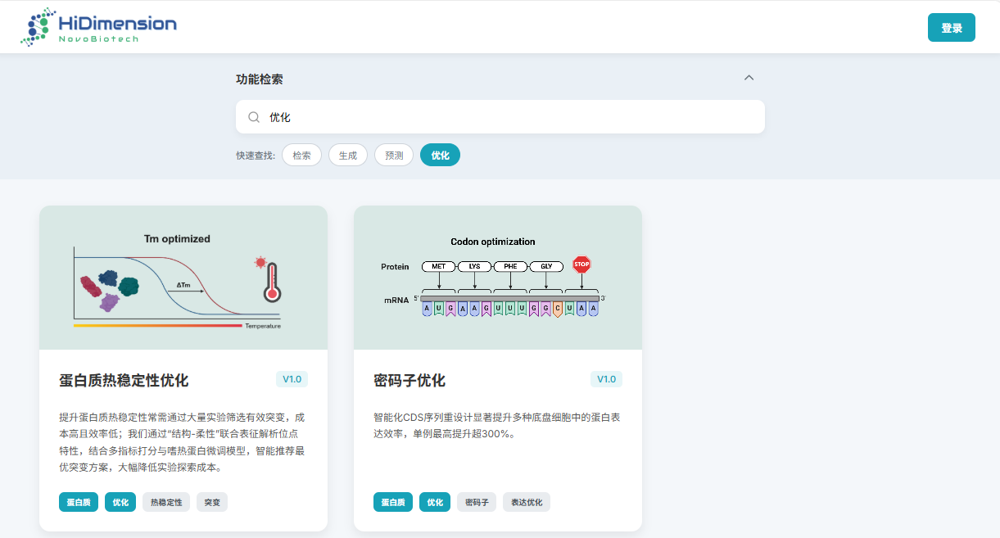 HiDimension
NovoBiotech
登录
功能检索
优化
快速查找: 检索 生成 预测 优化
Tm optimized
ΔTm
Temperature
蛋白质热稳定性优化 V1.0
提升蛋白质热稳定性常需通过大量实验筛选有效突变，成
本高且效率低；我们通过“结构-柔性”联合表征解析位点
特性，结合多指标打分与嗜热蛋白微调模型，智能推荐最
优突变方案，大幅降低实验探索成本。
蛋白质 优化 热稳定性 突变
Codon optimization
Protein MET LYS PHE GLY STOP
mRNA 5' 3'
A U G A A G U U U G G C U A A
密码子优化 V1.0
智能化CDS序列重设计显著提升多种底盘细胞中的蛋白表
达效率，单例最高提升超300%。
蛋白质 优化 密码子 表达优化